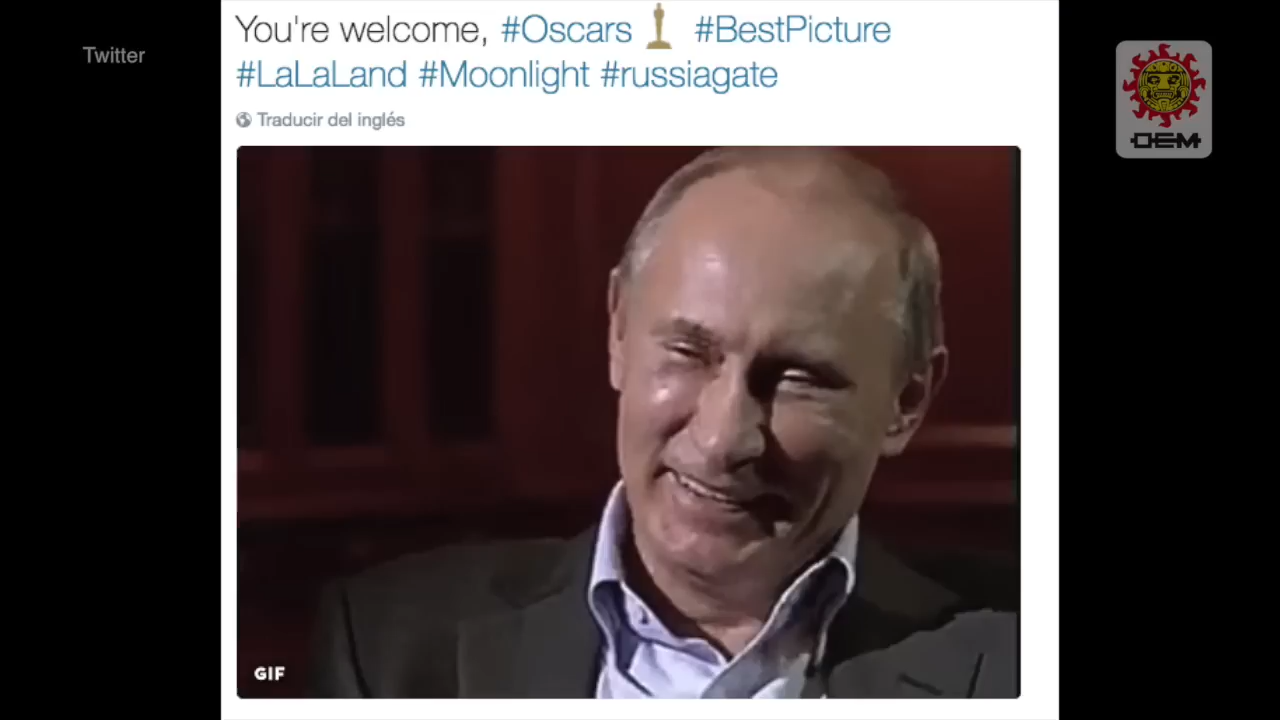 You're welcome, #Oscars #BestPicture
#LaLaLand #Moonlight #russiagate
Twitter
Traducir del inglés
GIF
OEM